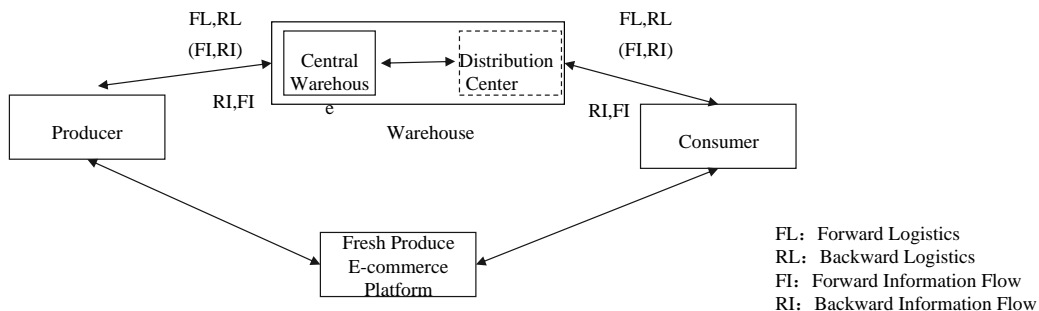 FL,RL
(FI,RI)
RI,FI
Producer
Central
Warehous
e
Distribution
Center
Warehouse
FL,RL
(FI,RI)
RI,FI
Consumer
Fresh Produce
E-commerce
Platform
FL：Forward Logistics
RL：Backward Logistics
FI：Forward Information Flow
RI：Backward Information Flow